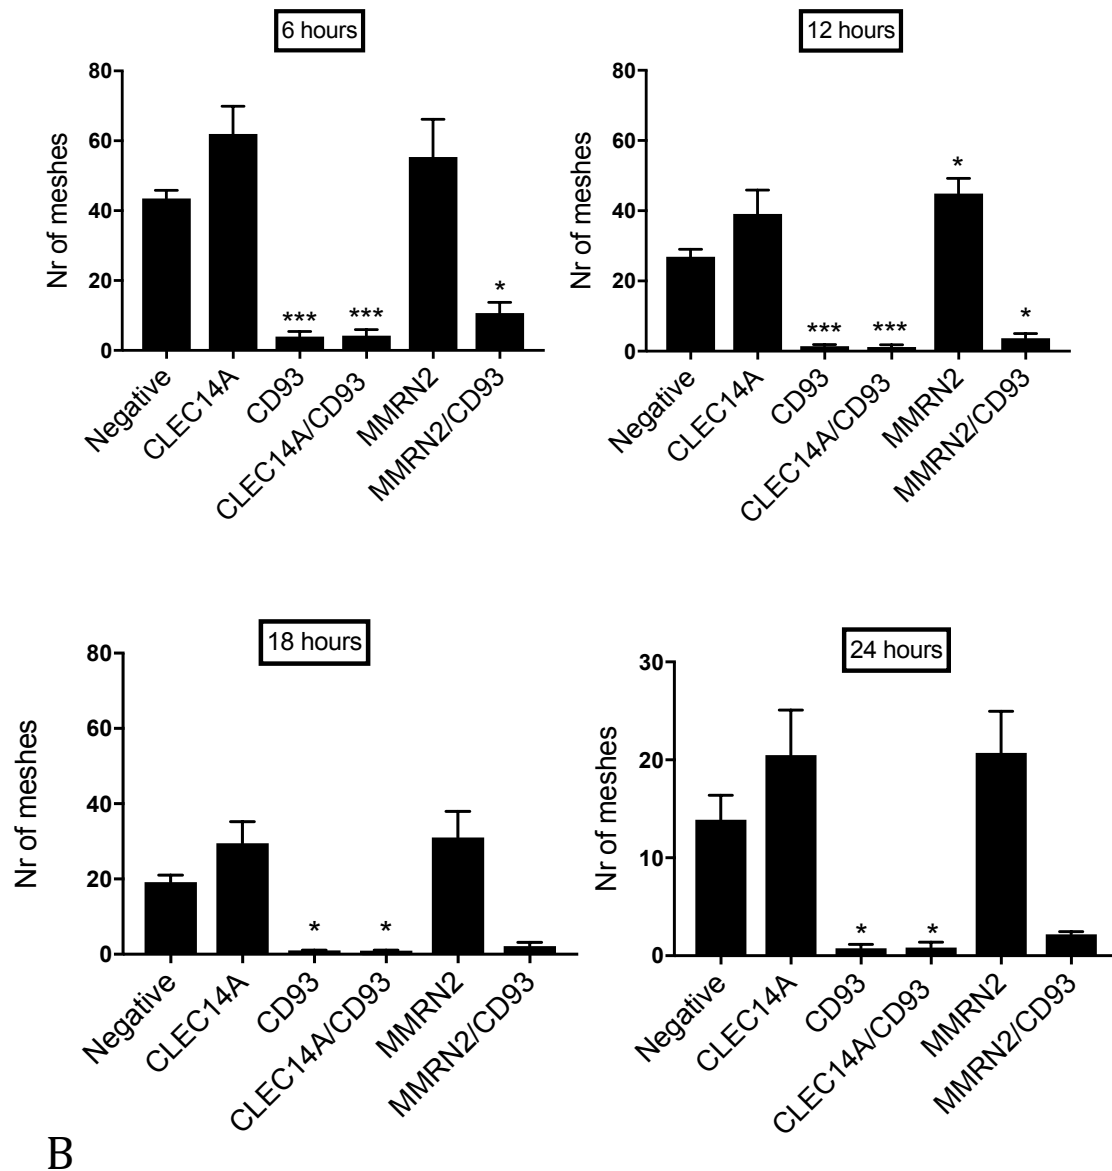 6 hours
Nr of meshes
80
60
40
20
0
***
***
*
Negative
CLEC14A
CD93
CLEC14A/CD93
MMRN2
MMRN2/CD93
12 hours
Nr of meshes
80
60
40
20
0
***
***
*
*
Negative
CLEC14A
CD93
CLEC14A/CD93
MMRN2
MMRN2/CD93
18 hours
Nr of meshes
80
60
40
20
0
*
*
Negative
CLEC14A
CD93
CLEC14A/CD93
MMRN2
MMRN2/CD93
24 hours
Nr of meshes
30
20
10
0
*
*
Negative
CLEC14A
CD93
CLEC14A/CD93
MMRN2
MMRN2/CD93
B